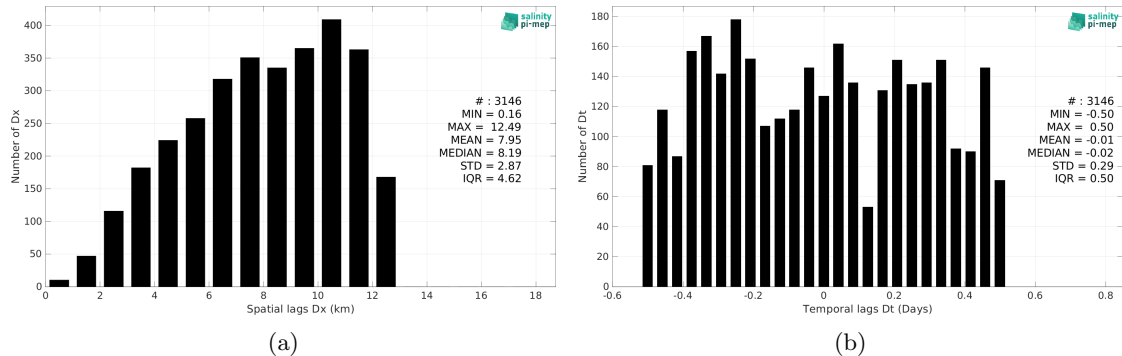 salinity
pi-mep
400
350
300
250
200
150
100
50
0
Number of Dx
# : 3146
MIN = 0.16
MAX = 12.49
MEAN = 7.95
MEDIAN = 8.19
STD = 2.87
IQR = 4.62
0 2 4 6 8 10 12 14 16 18
Spatial lags Dx (km)
(a)
salinity
pi-mep
180
160
140
120
100
80
60
40
20
0
Number of Dt
# : 3146
MIN = -0.50
MAX = 0.50
MEAN = -0.01
MEDIAN = -0.02
STD = 0.29
IQR = 0.50
-0.6 -0.4 -0.2 0 0.2 0.4 0.6 0.8
Temporal lags Dt (Days)
(b)